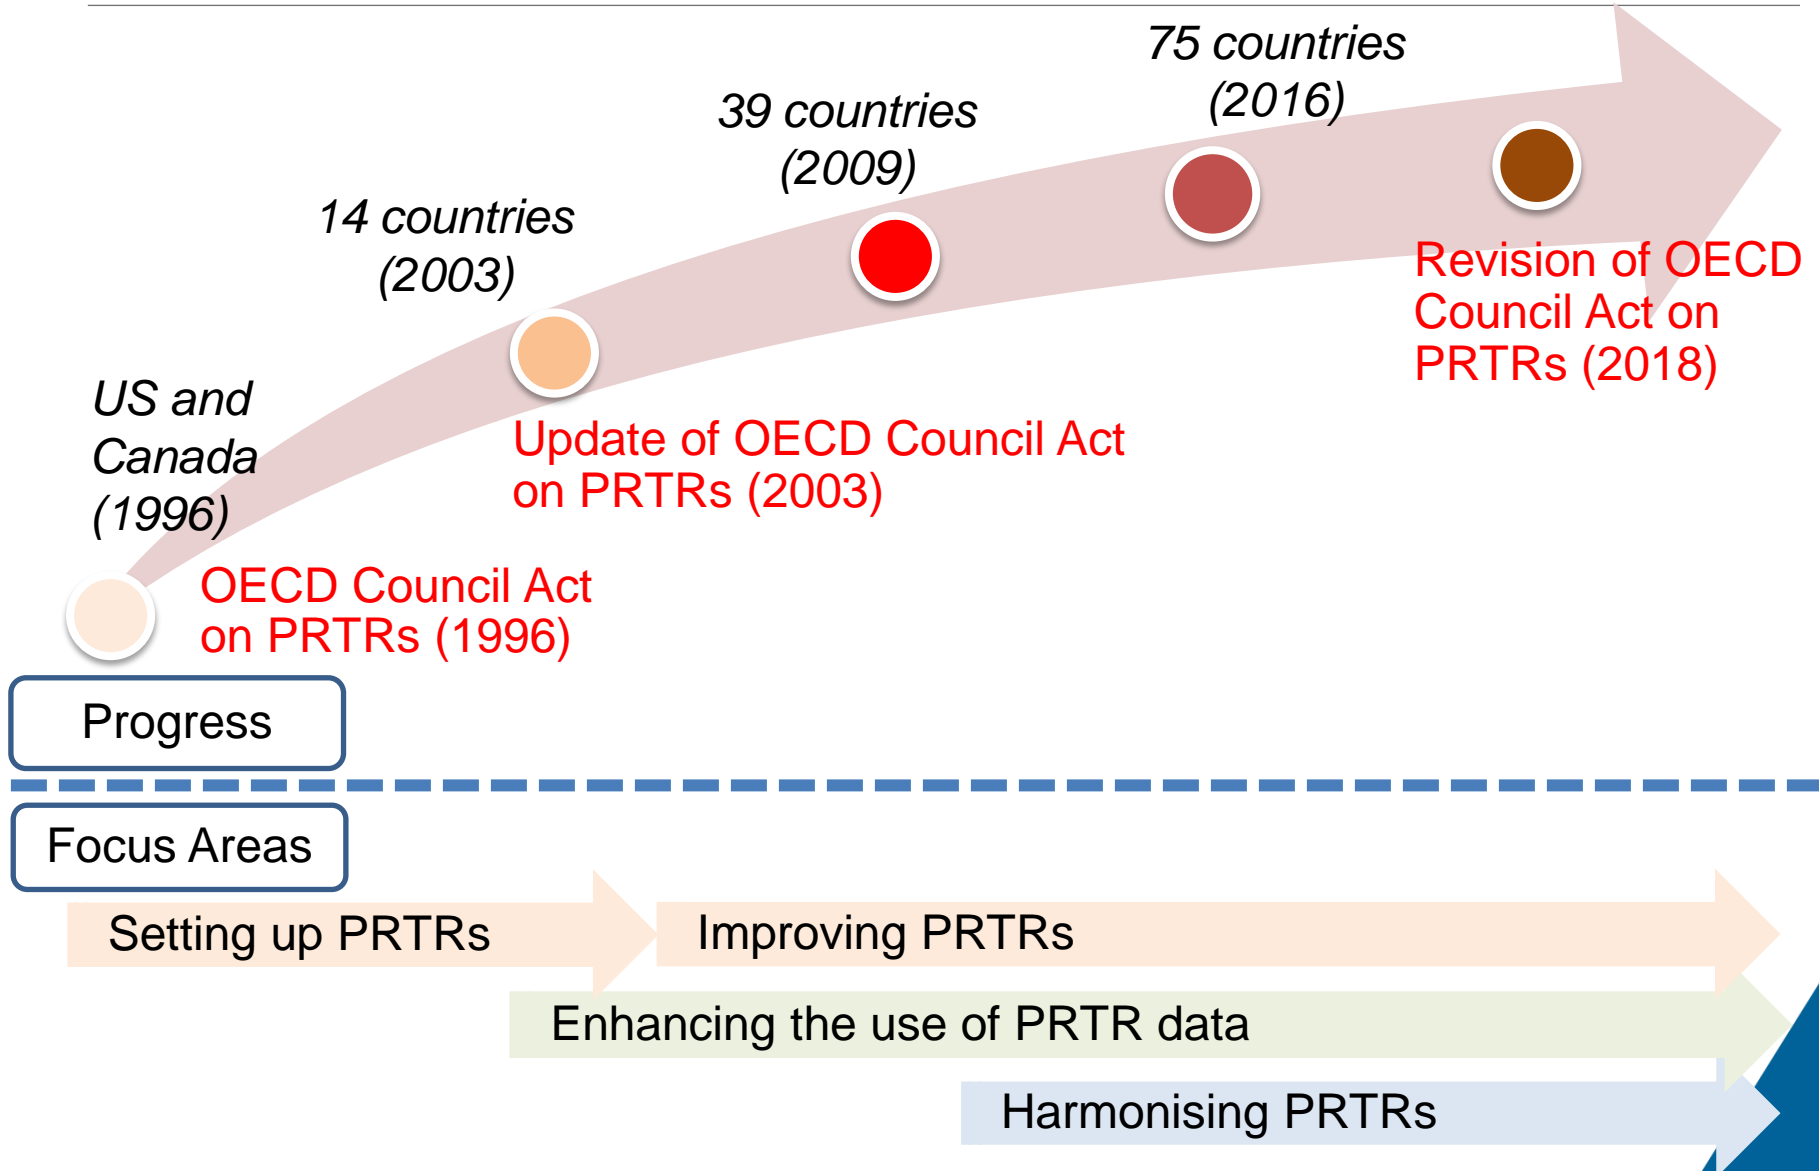 75 countries
(2016)
39 countries
(2009)
14 countries
(2003)
US and
Canada
(1996)
Revision of OECD
Council Act on
PRTRs (2018)
Update of OECD Council Act
on PRTRs (2003)
OECD Council Act
on PRTRs (1996)
Progress
Focus Areas
Setting up PRTRs
Improving PRTRs
Enhancing the use of PRTR data
Harmonising PRTRs